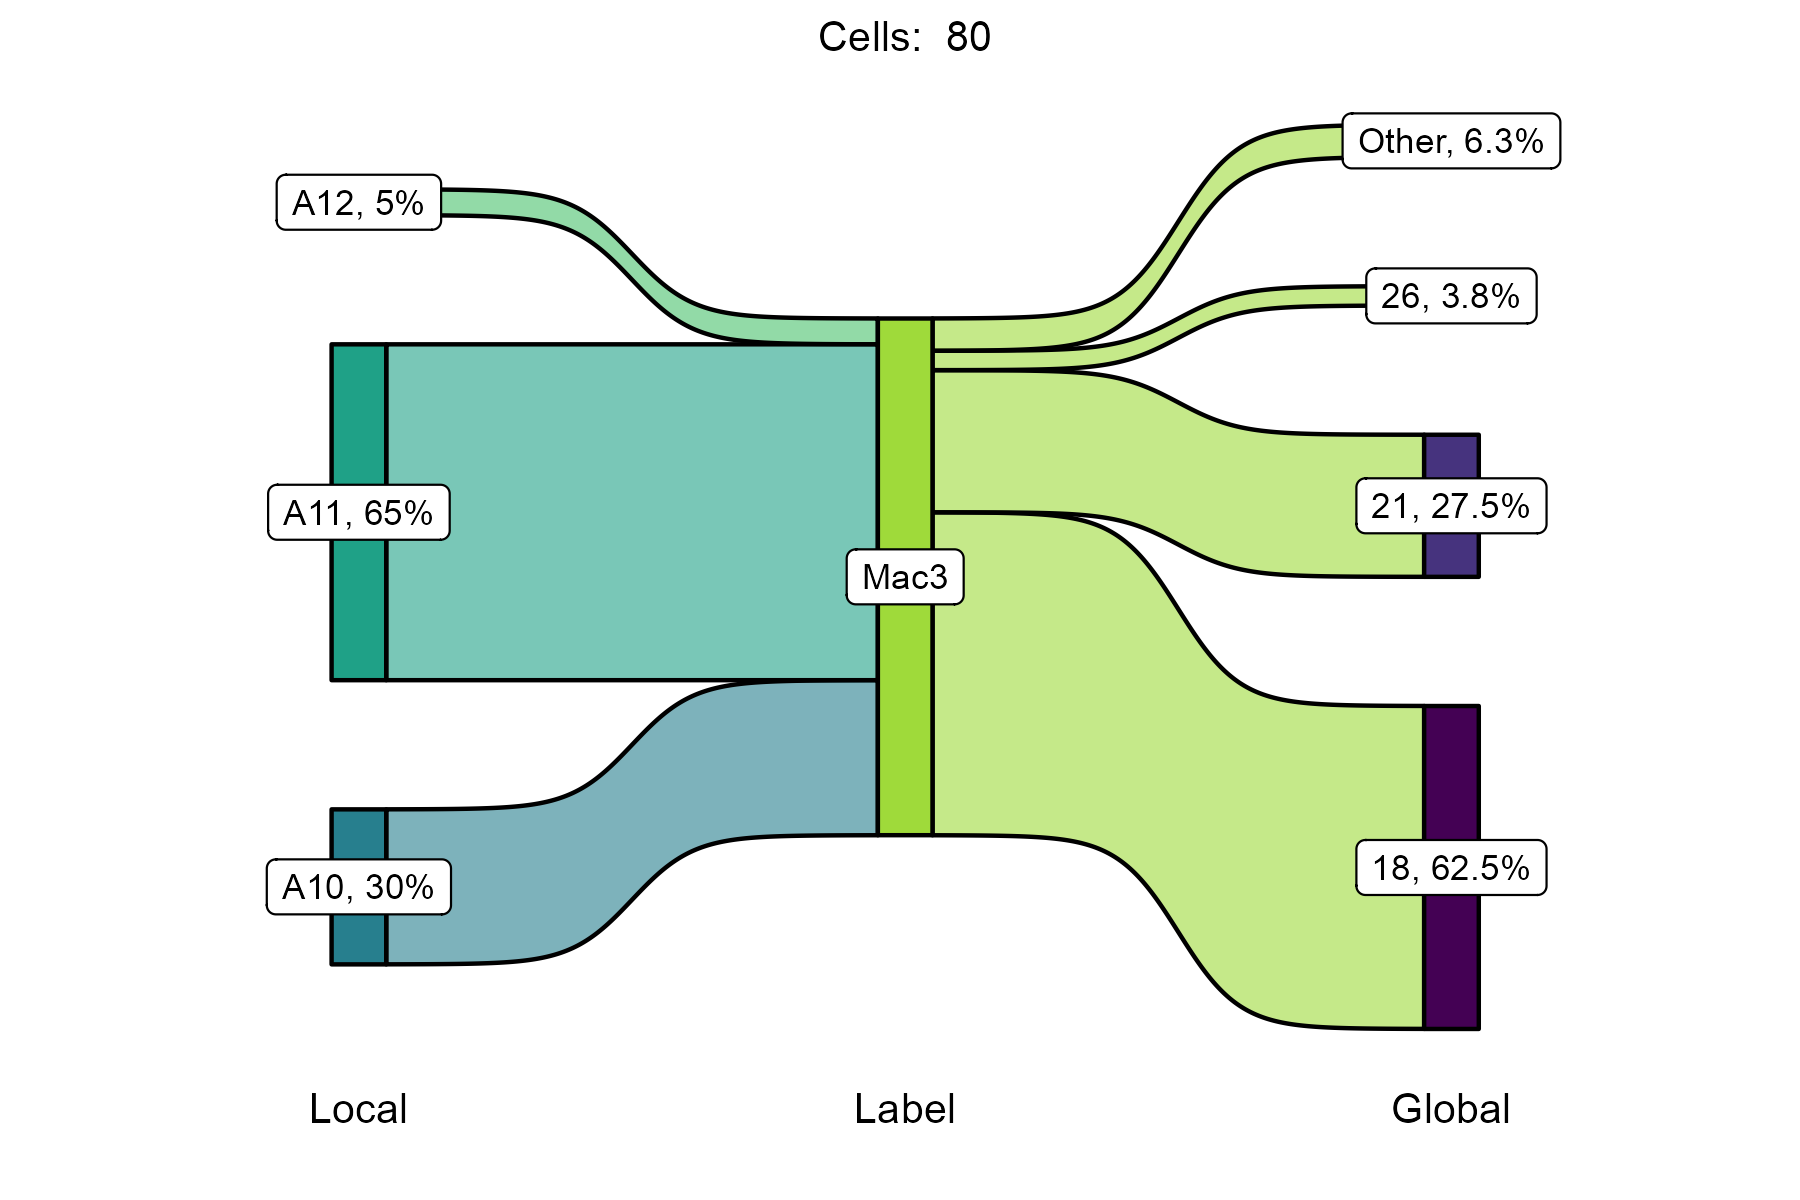 Cells:  80
Other, 6.3%
A12, 5%
26, 3.8%
A11, 65%
21, 27.5%
Mac3
18, 62.5%
A10, 30%
Local
Label
Global